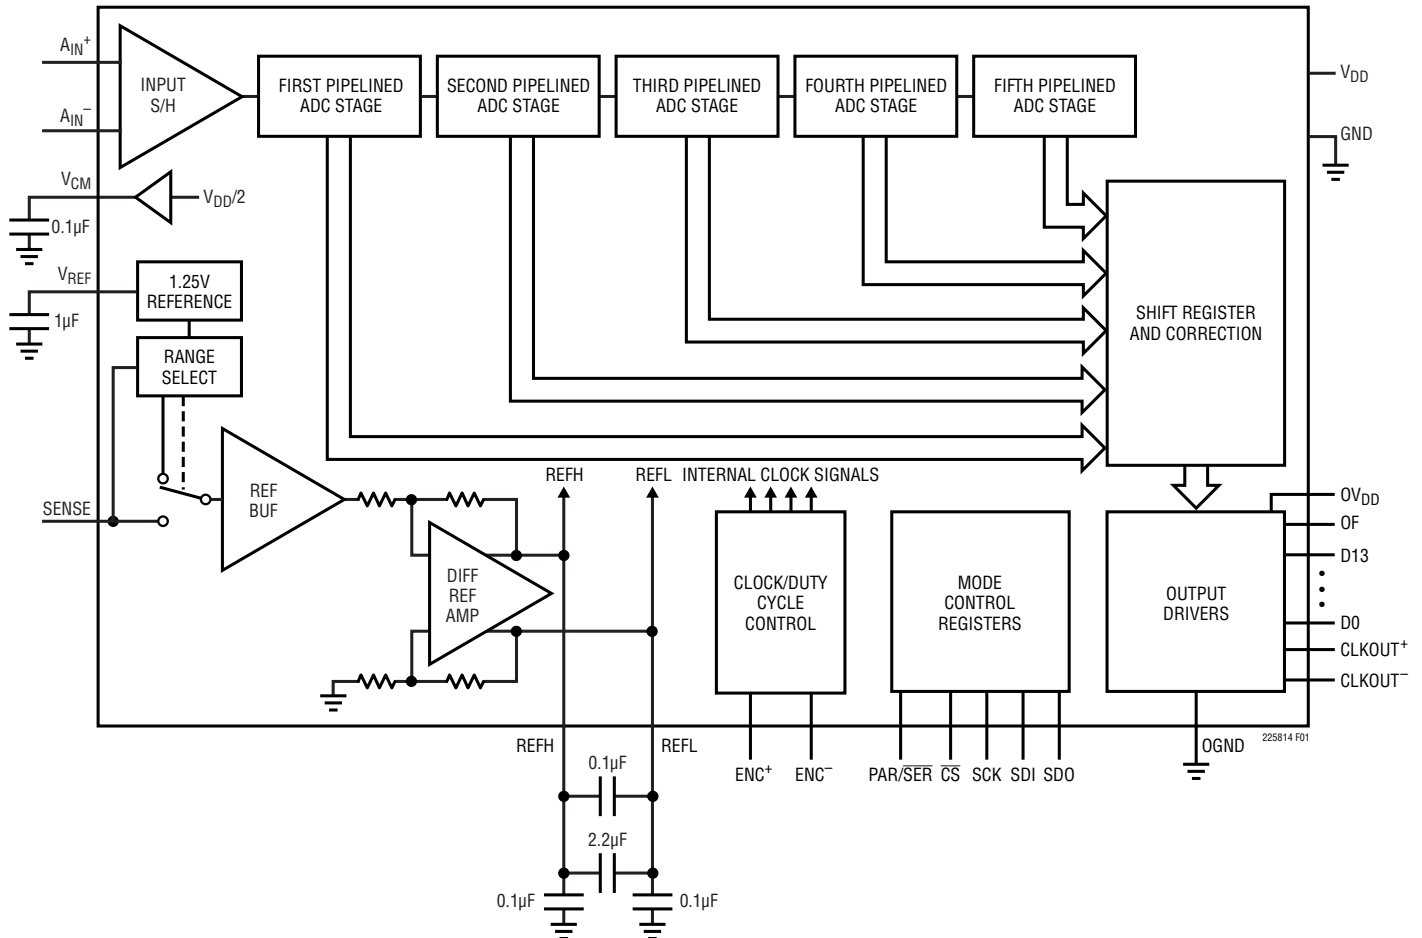 AIN+
AIN−
INPUT
S/H
FIRST PIPELINED
ADC STAGE
SECOND PIPELINED
ADC STAGE
THIRD PIPELINED
ADC STAGE
FOURTH PIPELINED
ADC STAGE
FIFTH PIPELINED
ADC STAGE
VDD
GND
VCM
VDD/2
0.1µF
VREF
1.25V
REFERENCE
1µF
RANGE
SELECT
SHIFT REGISTER
AND CORRECTION
SENSE
REF
BUF
DIFF
REF
AMP
REFH
REFL
INTERNAL CLOCK SIGNALS
CLOCK/DUTY
CYCLE
CONTROL
MODE
CONTROL
REGISTERS
OUTPUT
DRIVERS
OVDD
OF
D13
•
•
•
D0
CLKOUT+
CLKOUT−
REFH
REFL
ENC+
ENC−
PAR/SER
CS
SCK
SDI
SDO
OGND
225814 F01
0.1µF
2.2µF
0.1µF
0.1µF